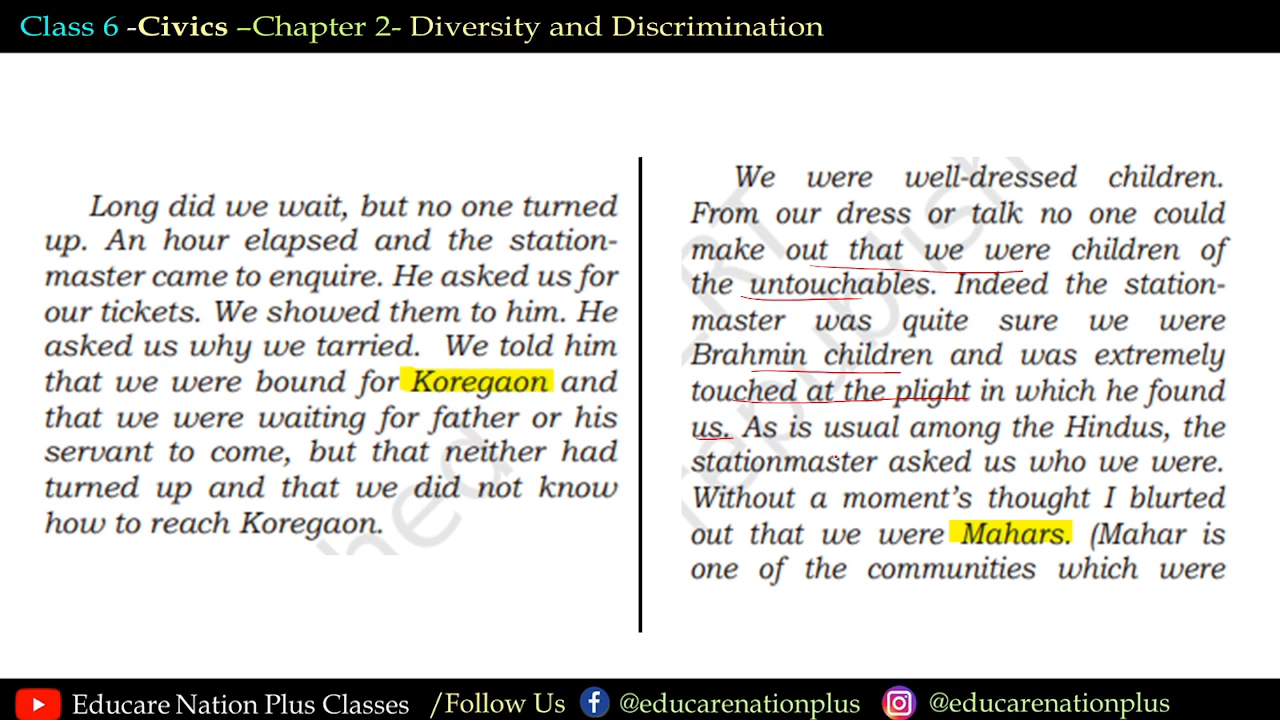 Class 6 -Civics –Chapter 2- Diversity and Discrimination
Long did we wait, but no one turned
up. An hour elapsed and the station-
master came to enquire. He asked us for
our tickets. We showed them to him. He
asked us why we tarried. We told him
that we were bound for Koregaon and
that we were waiting for father or his
servant to come, but that neither had
turned up and that we did not know
how to reach Koregaon.
We were well-dressed children.
From our dress or talk no one could
make out that we were children of
the untouchables. Indeed the station-
master was quite sure we were
Brahmin children and was extremely
touched at the plight in which he found
us. As is usual among the Hindus, the
stationmaster asked us who we were.
Without a moment's thought I blurted
out that we were Mahars. (Mahar is
one of the communities which were
Educare Nation Plus Classes /Follow Us @educarenationplus @educarenationplus